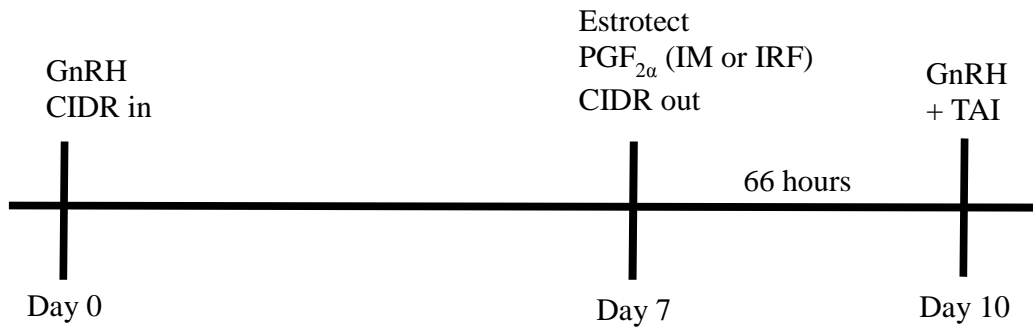 GnRH
CIDR in
Estrotect
PGF₂α (IM or IRF)
CIDR out
GnRH
+ TAI
66 hours
Day 0
Day 7
Day 10